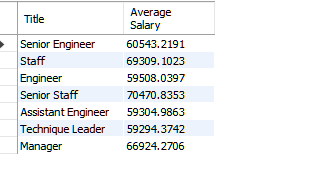 Title Average
Salary
Senior Engineer 60543.2191
Staff 69309.1023
Engineer 59508.0397
Senior Staff 70470.8353
Assistant Engineer 59304.9863
Technique Leader 59294.3742
Manager 66924.2706